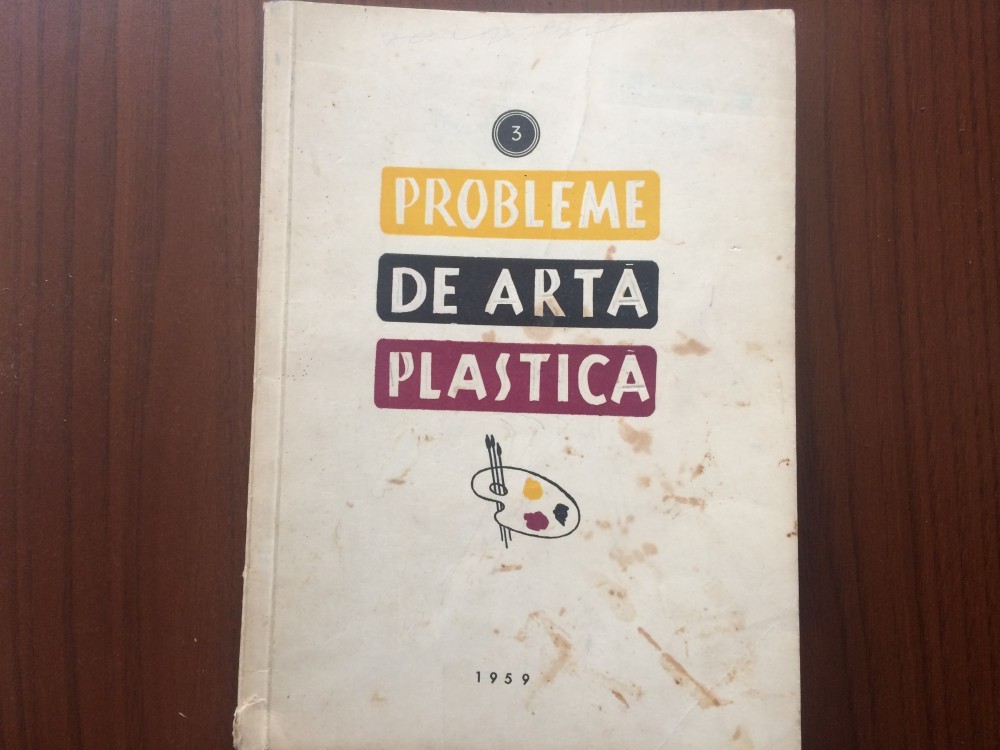 3
PROBLEME
DE ARTĂ
PLASTICĂ
1959